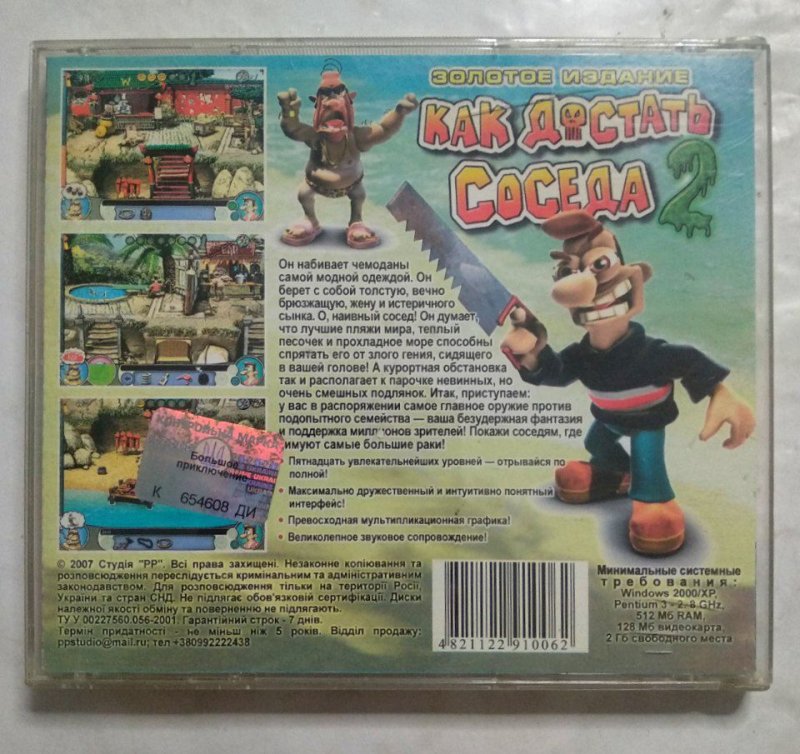 ЗОЛОТОЕ ИЗДАНИЕ
КАК ДОСТАТЬ
СОСЕДА 2
Он набивает чемоданы
самой модной одеждой. Он
берет с собой толстую, вечно
брюзжащую, жену и истеричного
сынка. О, наивный сосед! Он думает,
что лучшие пляжи мира, теплый
песочек и прохладное море способны
спрятать его от злого гения, сидящего
в вашей голове! А курортная обстановка
так и располагает к парочке невинных, но
очень смешных подлянок. Итак, приступаем:
у вас в распоряжении самое главное оружие против
подопытного семейства — ваша безудержная фантазия
и поддержка милл онов зрителей! Покажи соседям, где
имуют самые большие раки!
• Пятнадцать увлекательнейших уровней — отрывайся по
полной!
• Максимально дружественный и интуитивно понятный
интерфейс!
• Превосходная мультипликационная графика!
• Великолепное звуковое сопровождение!
Большое
приключение
К 654608 ДИ
© 2007 Студія "РР". Всі права захищені. Незаконне копіювання та
розповсюдження переслідується кримінальним та адміністративним
законодавством. Для розповсюдження тільки на території Росії,
України та стран СНД. Не підлягає обов'язковій сертифікації. Диски
належної якості обміну та поверненню не підлягають.
ТУ У 00227560.056-2001. Гарантійний строк - 7 днів.
Термін придатності - не міньш ніж 5 років. Відділ продажу:
ppstudio@mail.ru; тел +380992222438
4 821122 910062
Минимальные системные
требования:
Windows 2000/XP,
Pentium 3 - 2, 8 GHz,
512 Мб RAM,
128 Мб видеокарта,
2 Гб свободного места